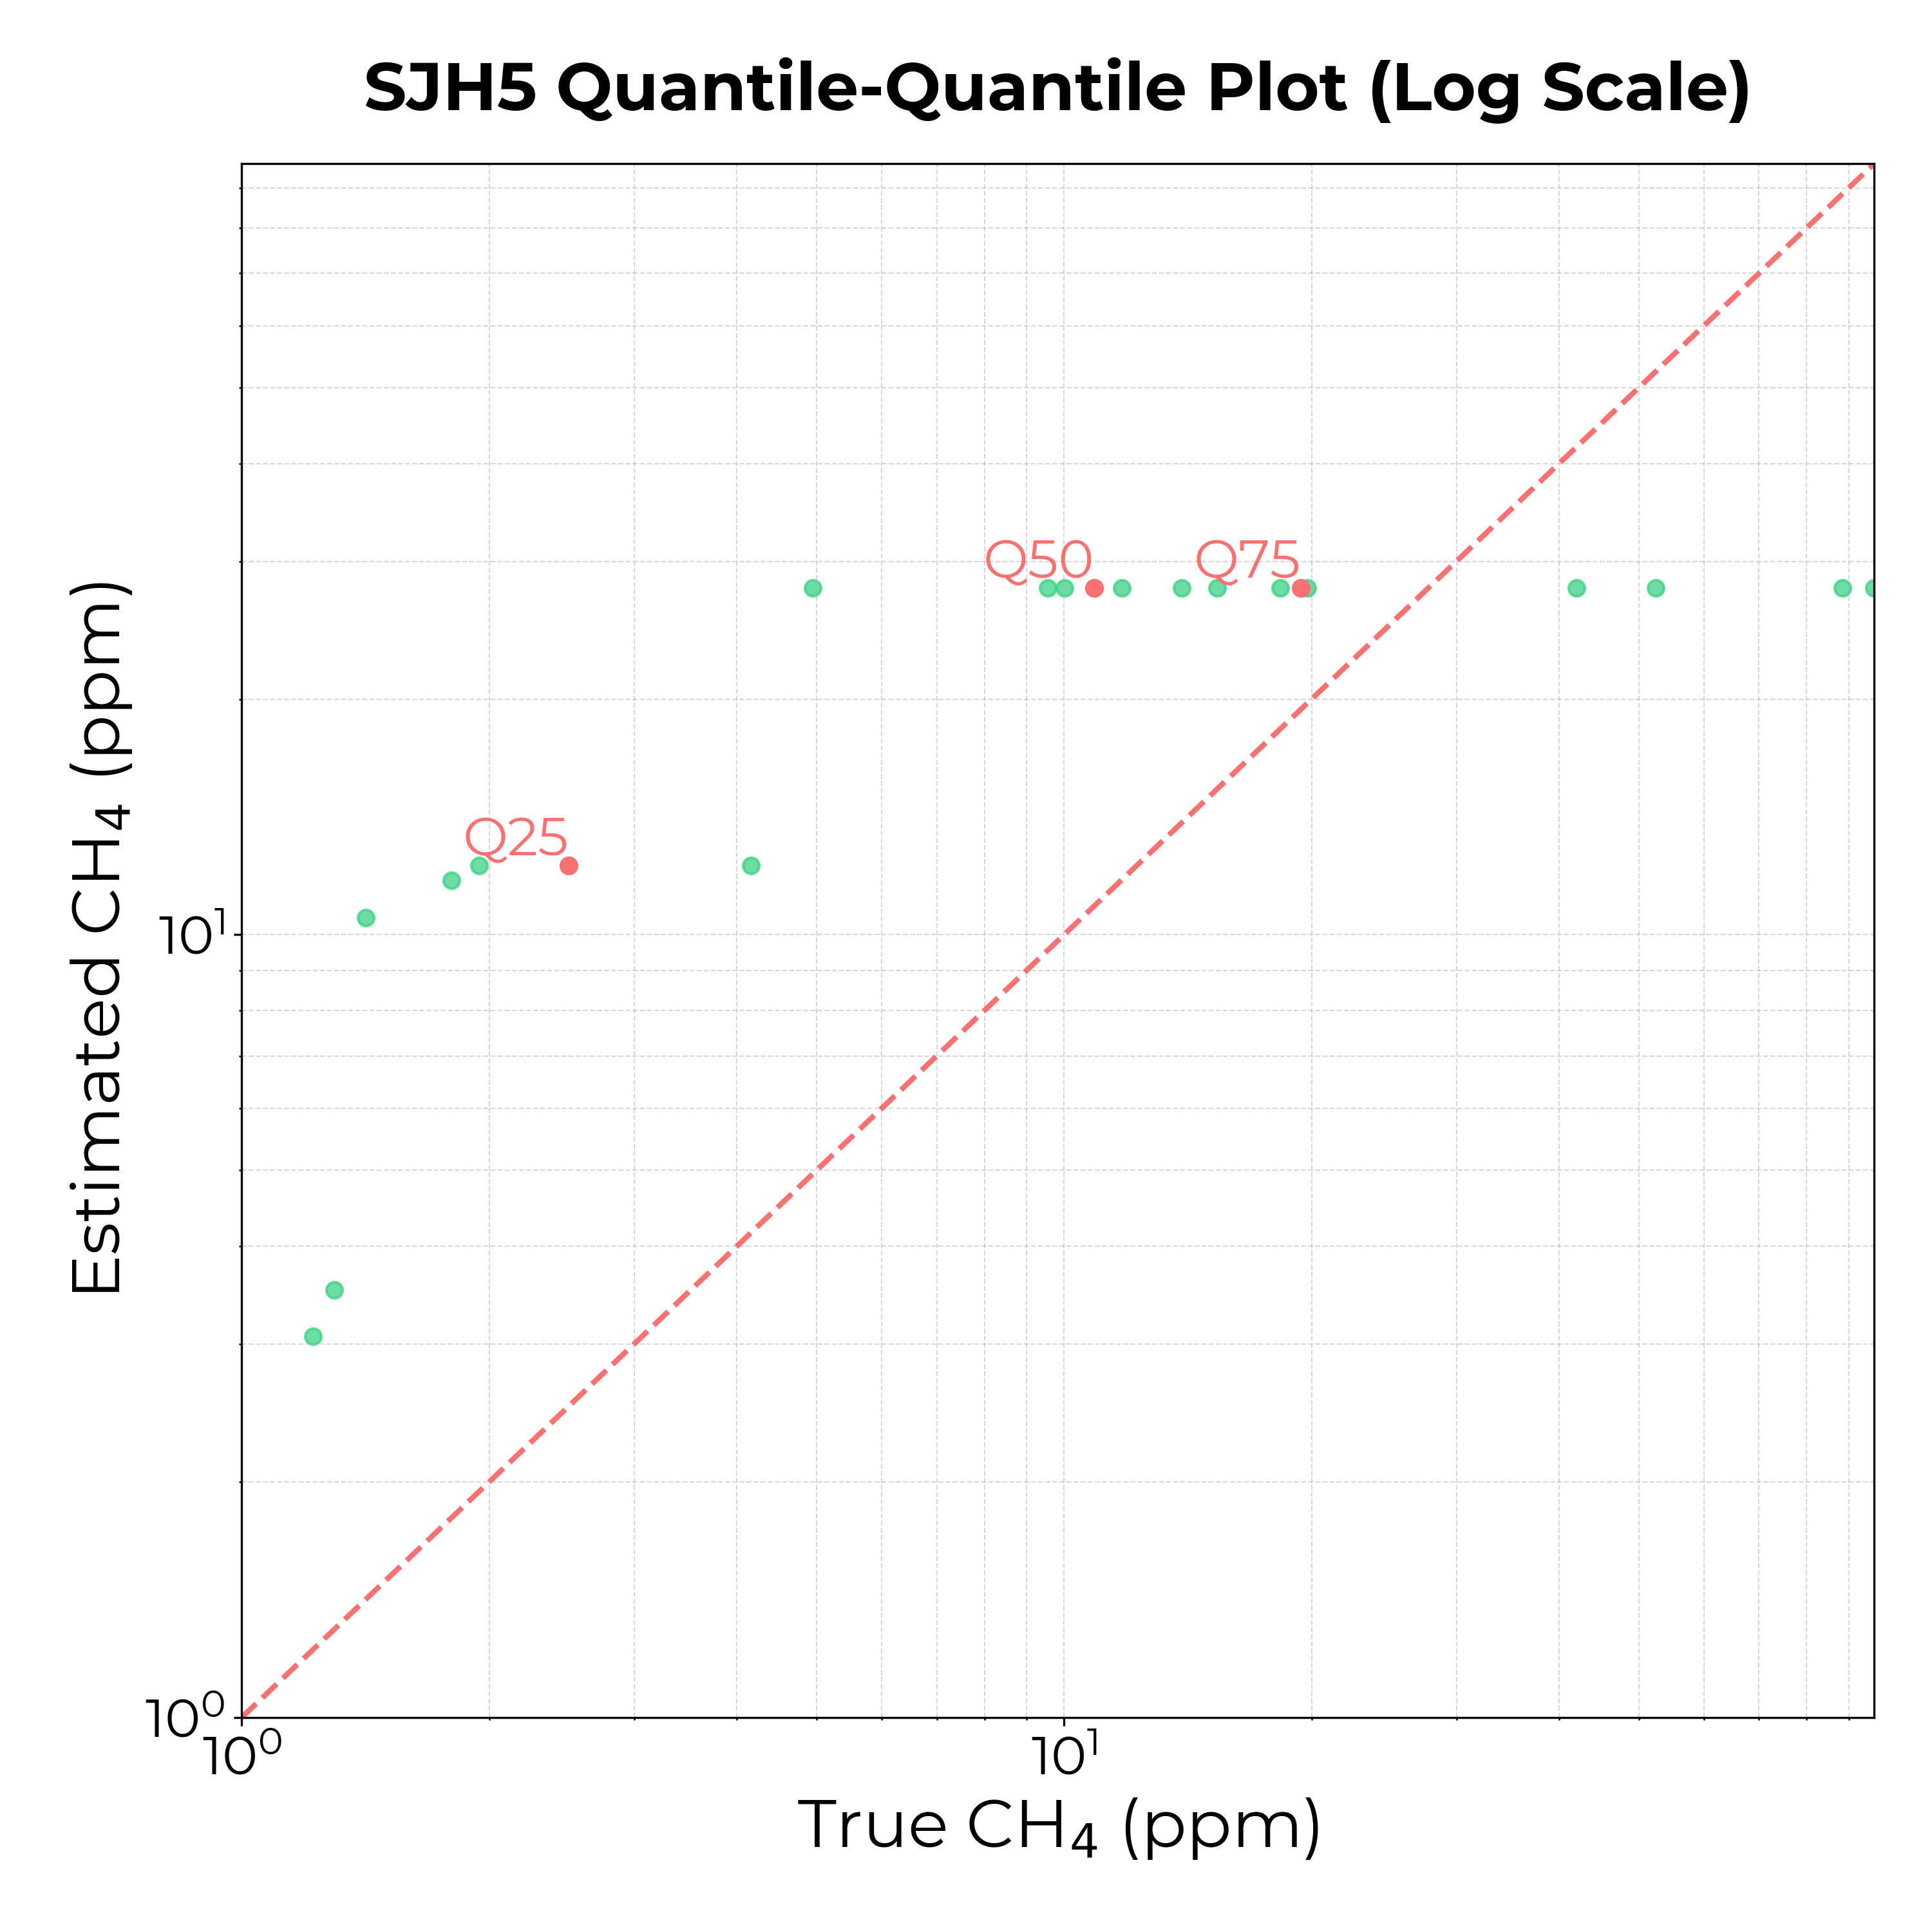 SJH5 Quantile-Quantile Plot (Log Scale)
Estimated CH₄ (ppm)
Q50
Q75
Q25
10¹
10⁰
10⁰
10¹
True CH₄ (ppm)